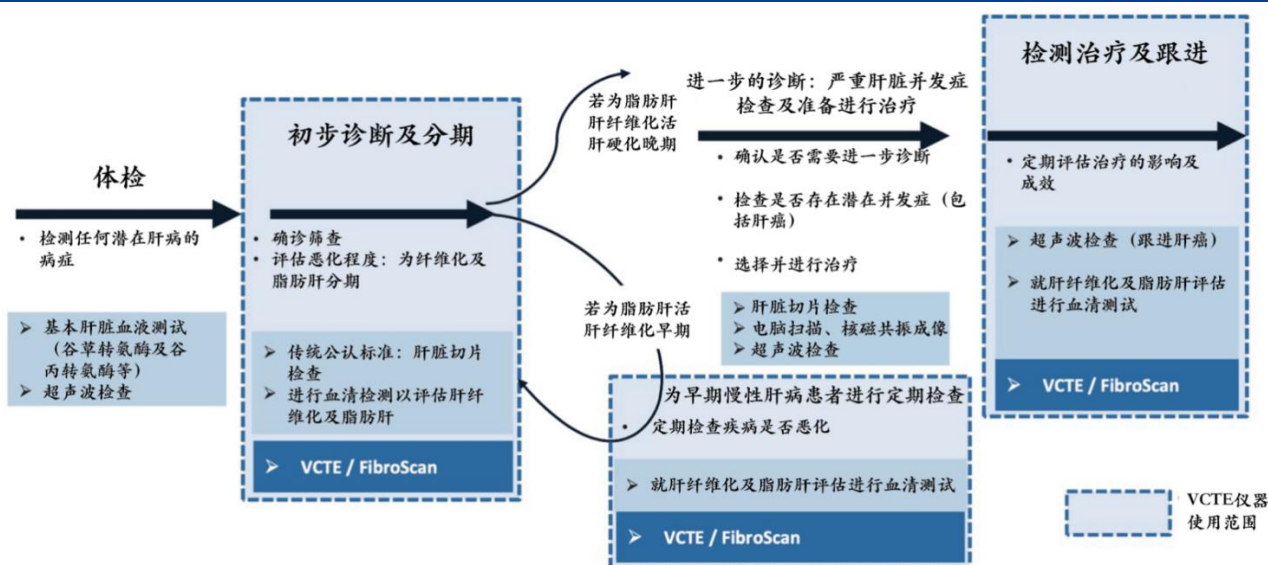 体检
• 检测任何潜在肝病的
病症
➢ 基本肝脏血液测试
（谷草转氨酶及谷
丙转氨酶等）
➢ 超声波检查
初步诊断及分期
• 确诊筛查
• 评估恶化程度：为纤维化及
脂肪肝分期
➢ 传统公认标准：肝脏切片
检查
➢ 进行血清检测以评估肝纤
维化及脂肪肝
➢ VCTE / FibroScan
若为脂肪肝
肝纤维化活
肝硬化晚期
若为脂肪肝活
肝纤维化早期
进一步的诊断：严重肝脏并发症
检查及准备进行治疗
• 确认是否需要进一步诊断
• 检查是否存在潜在并发症（包
括肝癌）
• 选择并进行治疗
➢ 肝脏切片检查
➢ 电脑扫描、核磁共振成像
➢ 超声波检查
为早期慢性肝病患者进行定期检查
• 定期检查疾病是否恶化
➢ 就肝纤维化及脂肪肝评估进行血清测试
➢ VCTE / FibroScan
检测治疗及跟进
• 定期评估治疗的影响及
成效
➢ 超声波检查（跟进肝癌）
➢ 就肝纤维化及脂肪肝评估
进行血清测试
➢ VCTE / FibroScan
VCTE仪器
使用范围